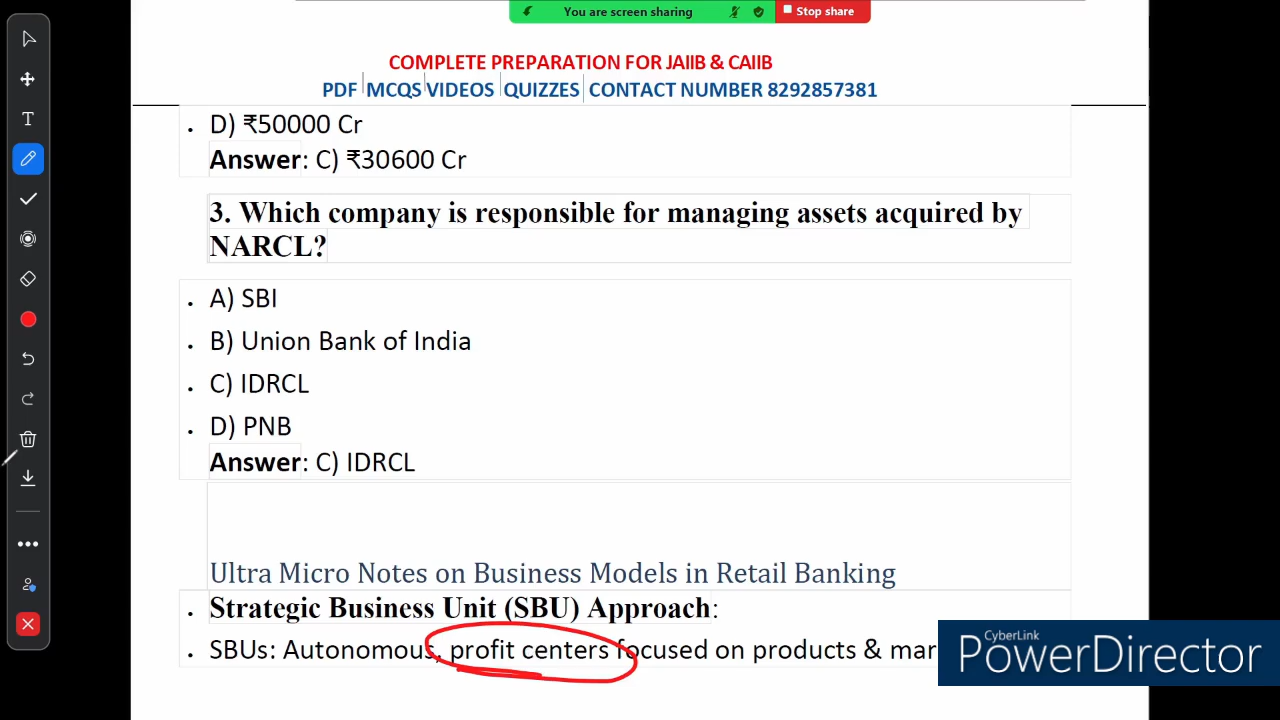 You are screen sharing Stop share
COMPLETE PREPARATION FOR JAIIB & CAIIB
PDF MCQS VIDEOS QUIZZES CONTACT NUMBER 8292857381
• D) ₹50000 Cr
Answer: C) ₹30600 Cr
3. Which company is responsible for managing assets acquired by
NARCL?
• A) SBI
• B) Union Bank of India
• C) IDRCL
• D) PNB
Answer: C) IDRCL
Ultra Micro Notes on Business Models in Retail Banking
• Strategic Business Unit (SBU) Approach:
• SBUs: Autonomous, profit centers focused on products & mar
CyberLink
PowerDirector